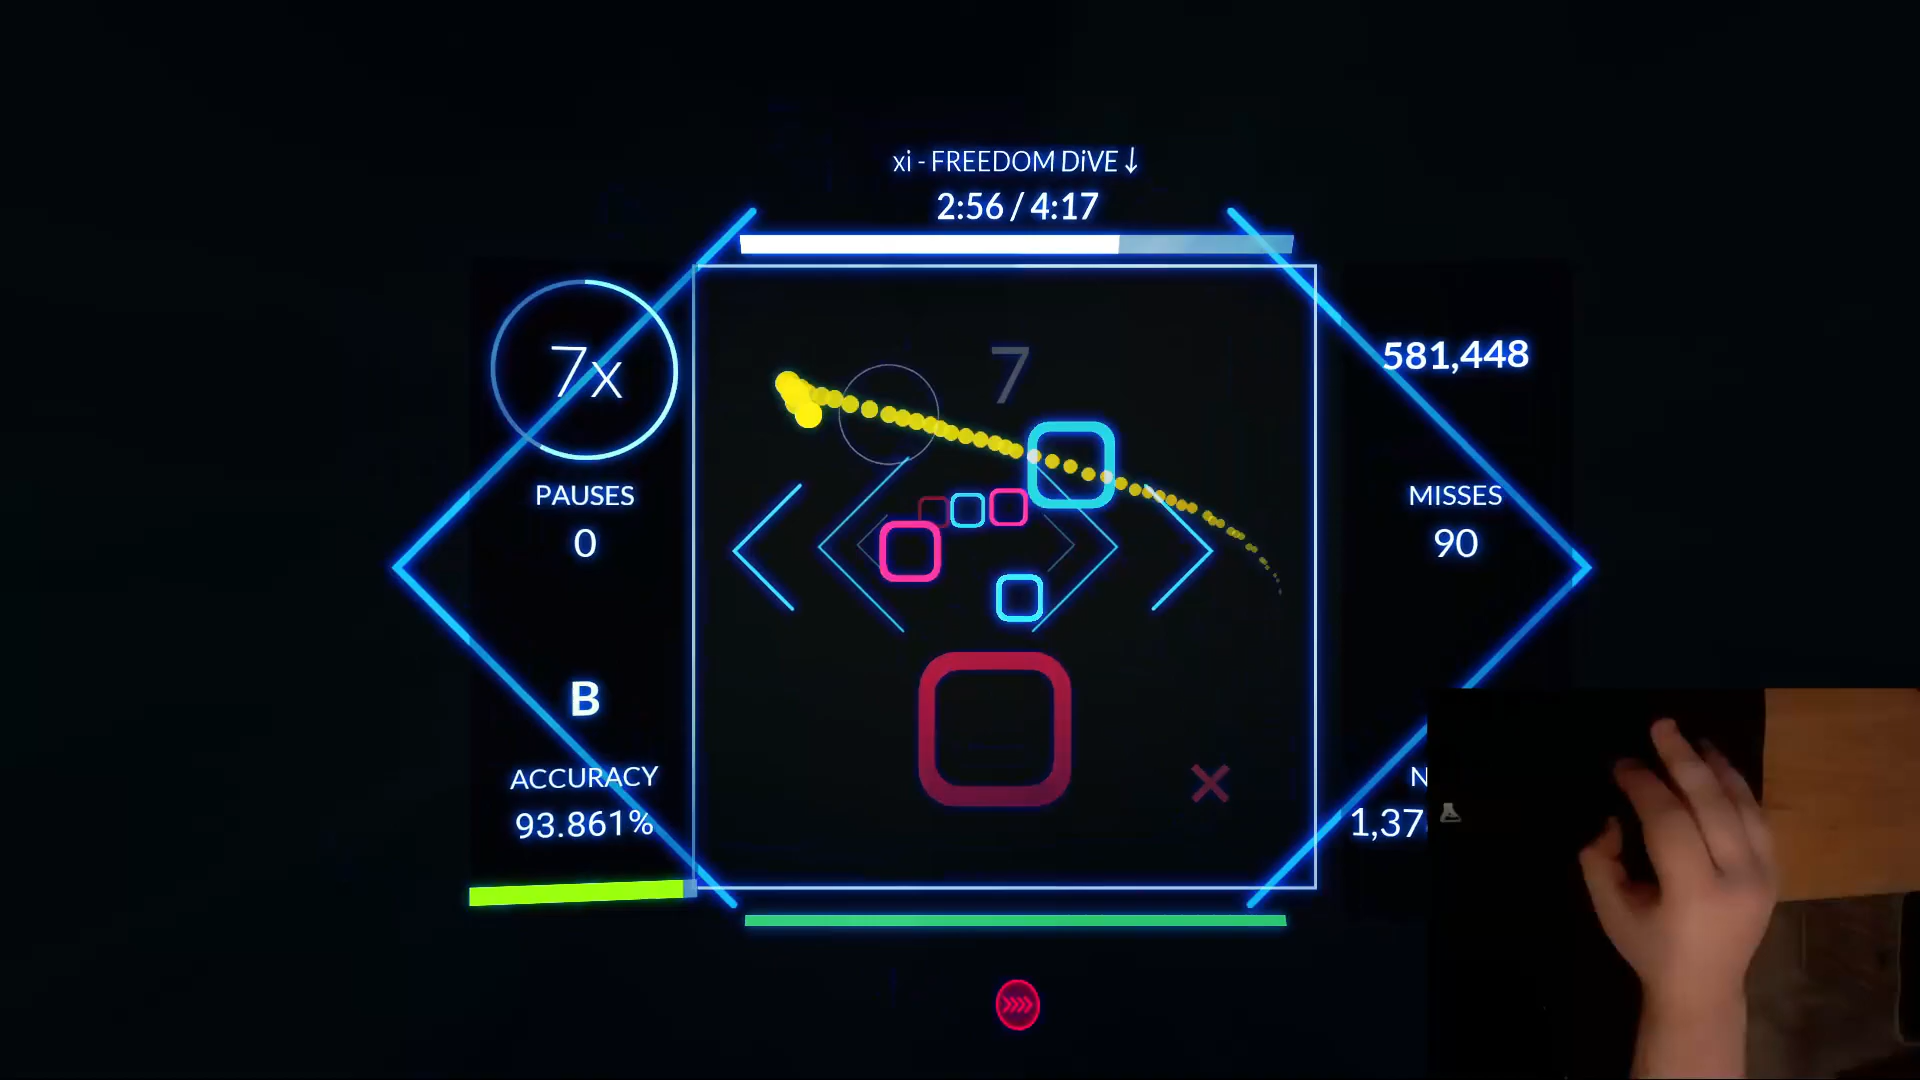 xi - FREEDOM DiVE↓
2:56 / 4:17
7x
7
581,448
PAUSES
0
MISSES
90
B
ACCURACY
93.861%
N
1,37